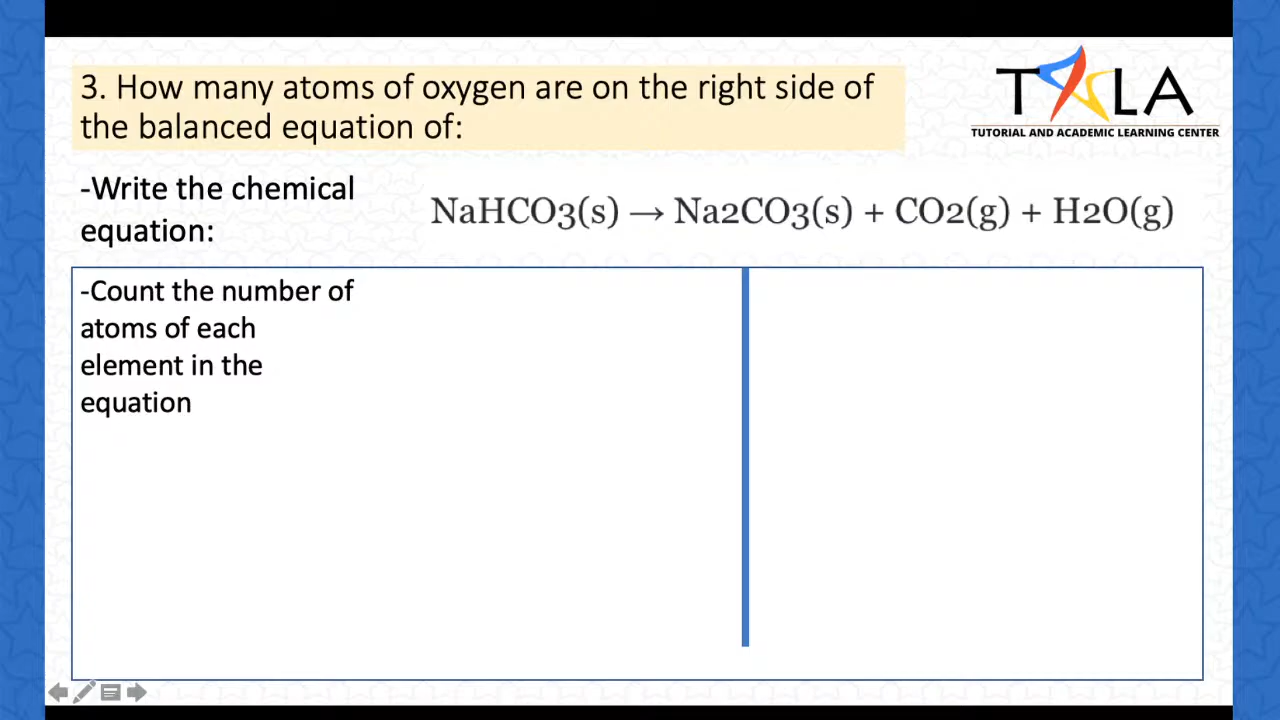 3. How many atoms of oxygen are on the right side of
the balanced equation of:
TALA
TUTORIAL AND ACADEMIC LEARNING CENTER
-Write the chemical
equation:
NaHCO3(s) → Na2CO3(s) + CO2(g) + H2O(g)
-Count the number of
atoms of each
element in the
equation